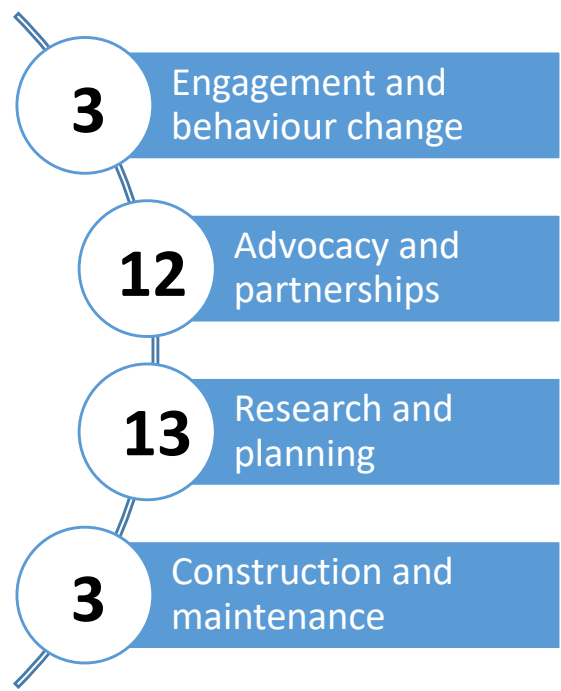 3
Engagement and
behaviour change
12
Advocacy and
partnerships
13
Research and
planning
3
Construction and
maintenance